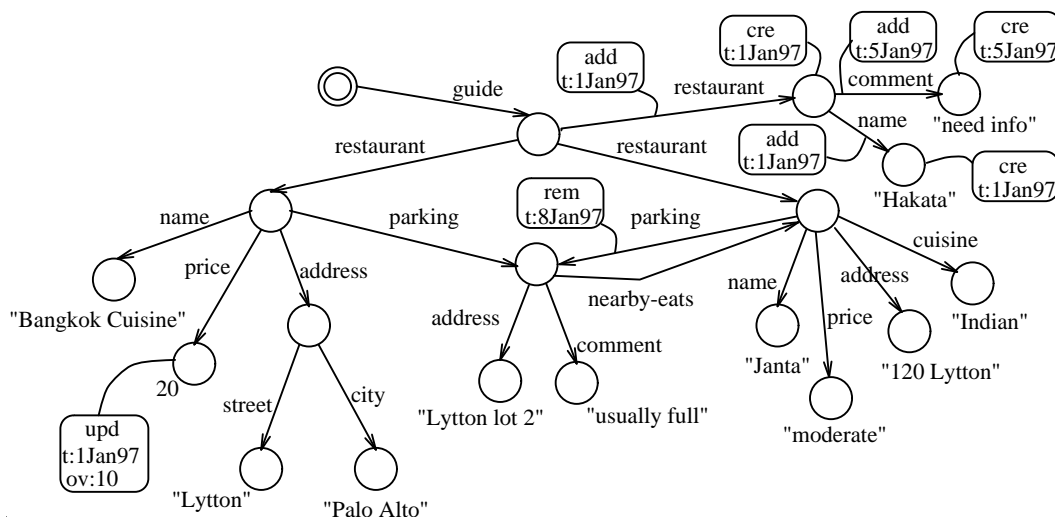 cre
t:1Jan97
add
t:5Jan97
cre
t:5Jan97
add
t:1Jan97
guide
restaurant
comment
"need info"
name
restaurant
restaurant
add
t:1Jan97
cre
t:1Jan97
"Hakata"
rem
t:8Jan97
name
parking
parking
cuisine
price
address
address
nearby-eats
name
"Bangkok Cuisine"
address
price
"Indian"
comment
"Janta"
"120 Lytton"
20
street
city
"Lytton lot 2"
"usually full"
"moderate"
upd
t:1Jan97
ov:10
"Lytton"
"Palo Alto"